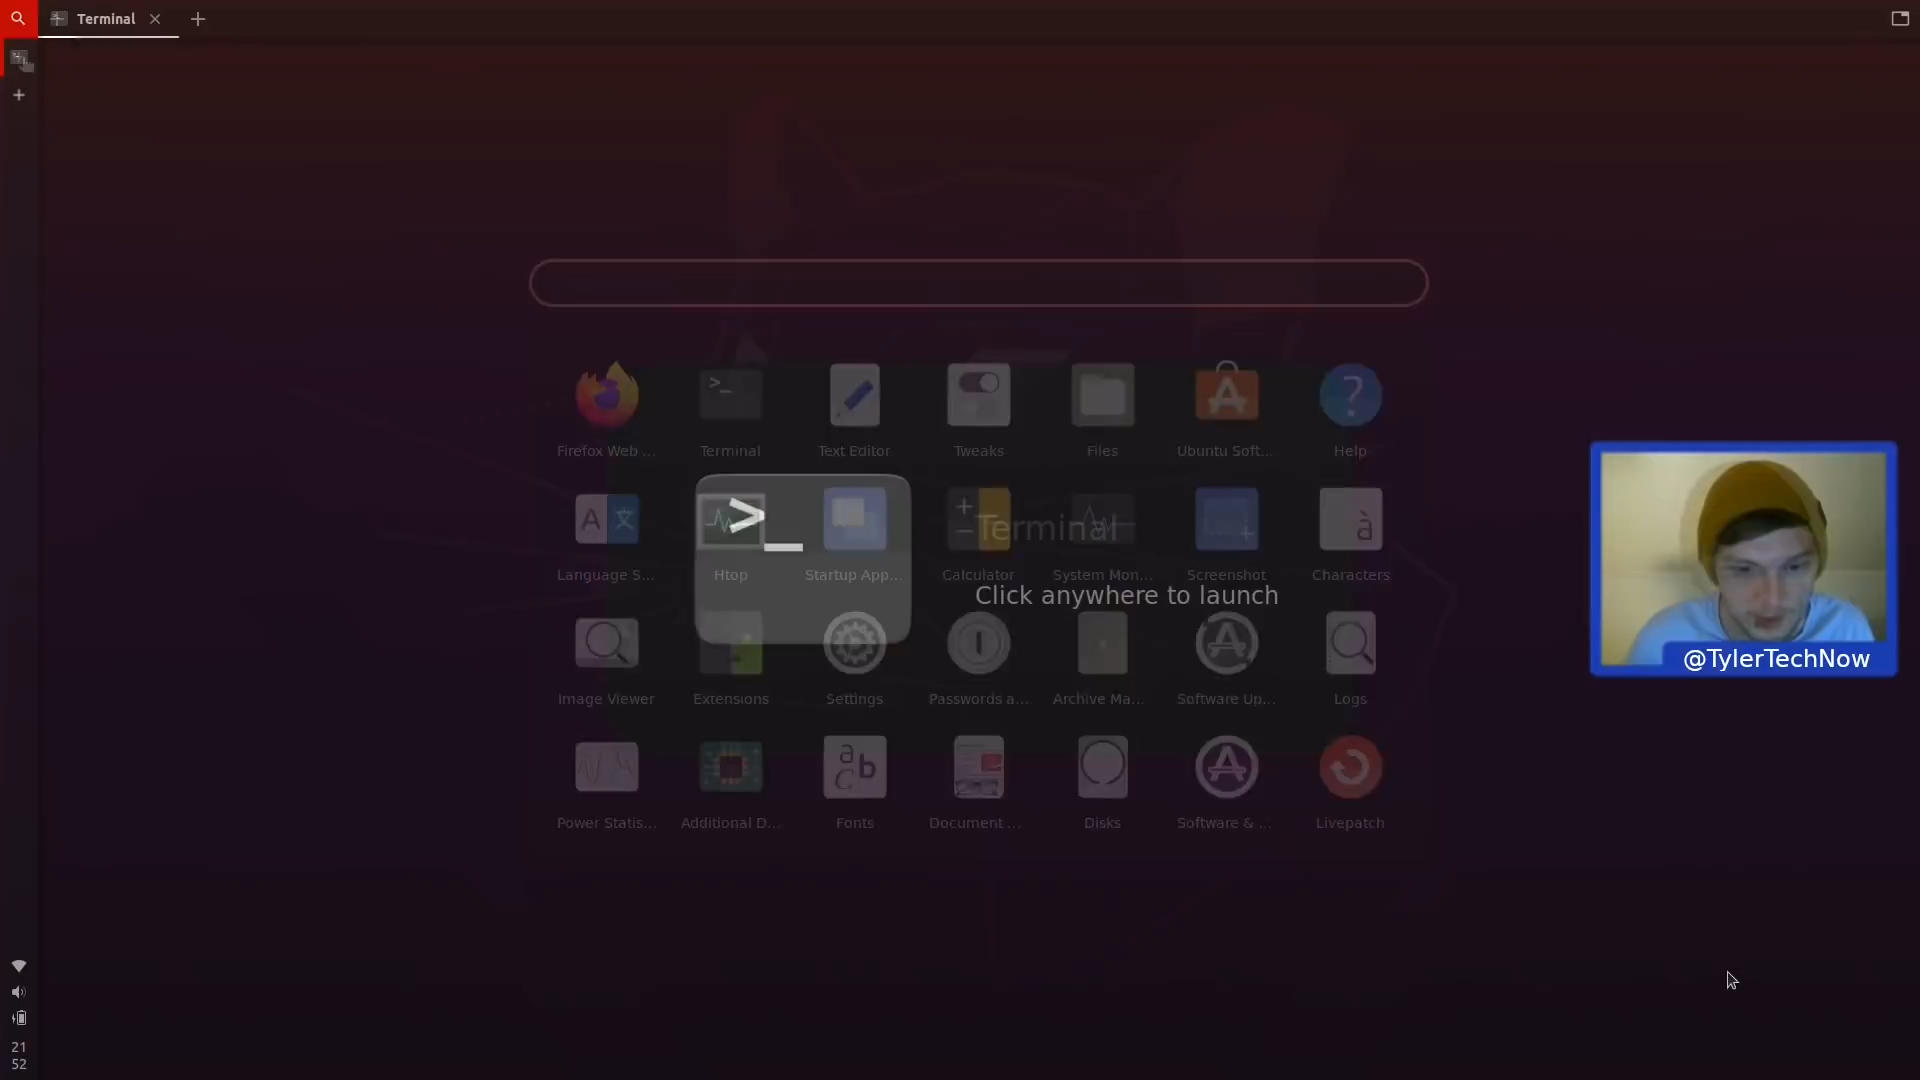 Terminal
Firefox Web ...
Terminal
Text Editor
Tweaks
Files
Ubuntu Soft...
Help
Language S...
Htop
Startup App...
Calculator
System Mon...
Screenshot
Characters
Terminal
Click anywhere to launch
Image Viewer
Extensions
Settings
Passwords a...
Archive Ma...
Software Up...
Logs
@TylerTechNow
Power Statis...
Additional D...
Fonts
Document ...
Disks
Software & ...
Livepatch
21
52